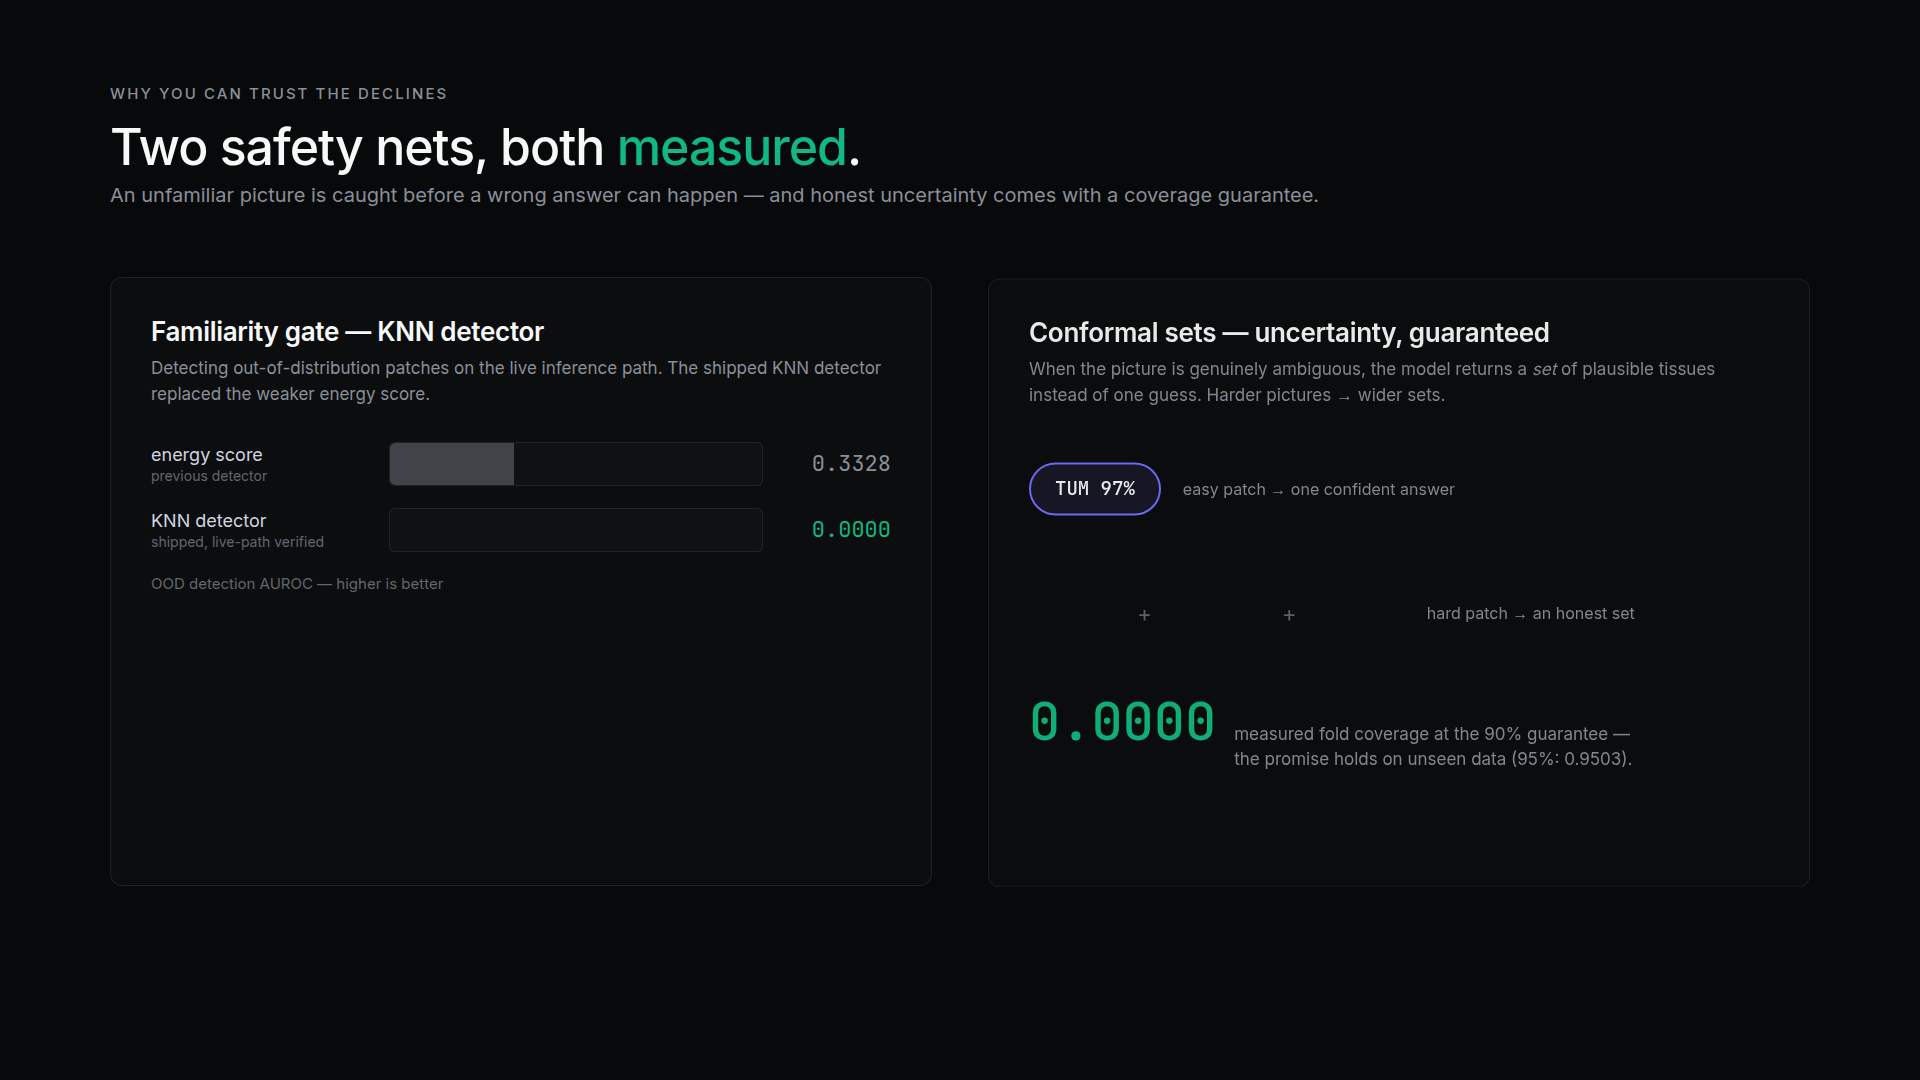 WHY YOU CAN TRUST THE DECLINES
Two safety nets, both measured.
An unfamiliar picture is caught before a wrong answer can happen — and honest uncertainty comes with a coverage guarantee.
Familiarity gate — KNN detector
Detecting out-of-distribution patches on the live inference path. The shipped KNN detector
replaced the weaker energy score.
energy score
previous detector
0.3328
KNN detector
shipped, live-path verified
0.0000
OOD detection AUROC — higher is better
Conformal sets — uncertainty, guaranteed
When the picture is genuinely ambiguous, the model returns a set of plausible tissues
instead of one guess. Harder pictures → wider sets.
TUM 97%
easy patch → one confident answer
+ + hard patch → an honest set
0.0000
measured fold coverage at the 90% guarantee —
the promise holds on unseen data (95%: 0.9503).